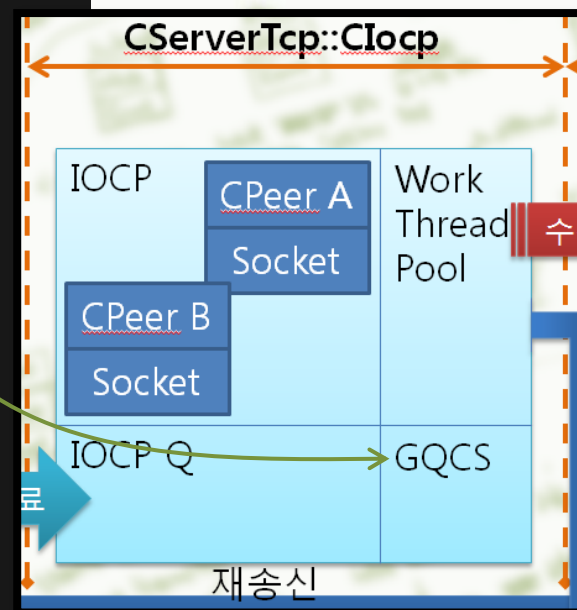 CServerTcp::CIocp
IOCP
CPeer A
Socket
CPeer B
Socket
Work
Thread
Pool
수
IOCP Q
GQCS
료
재송신